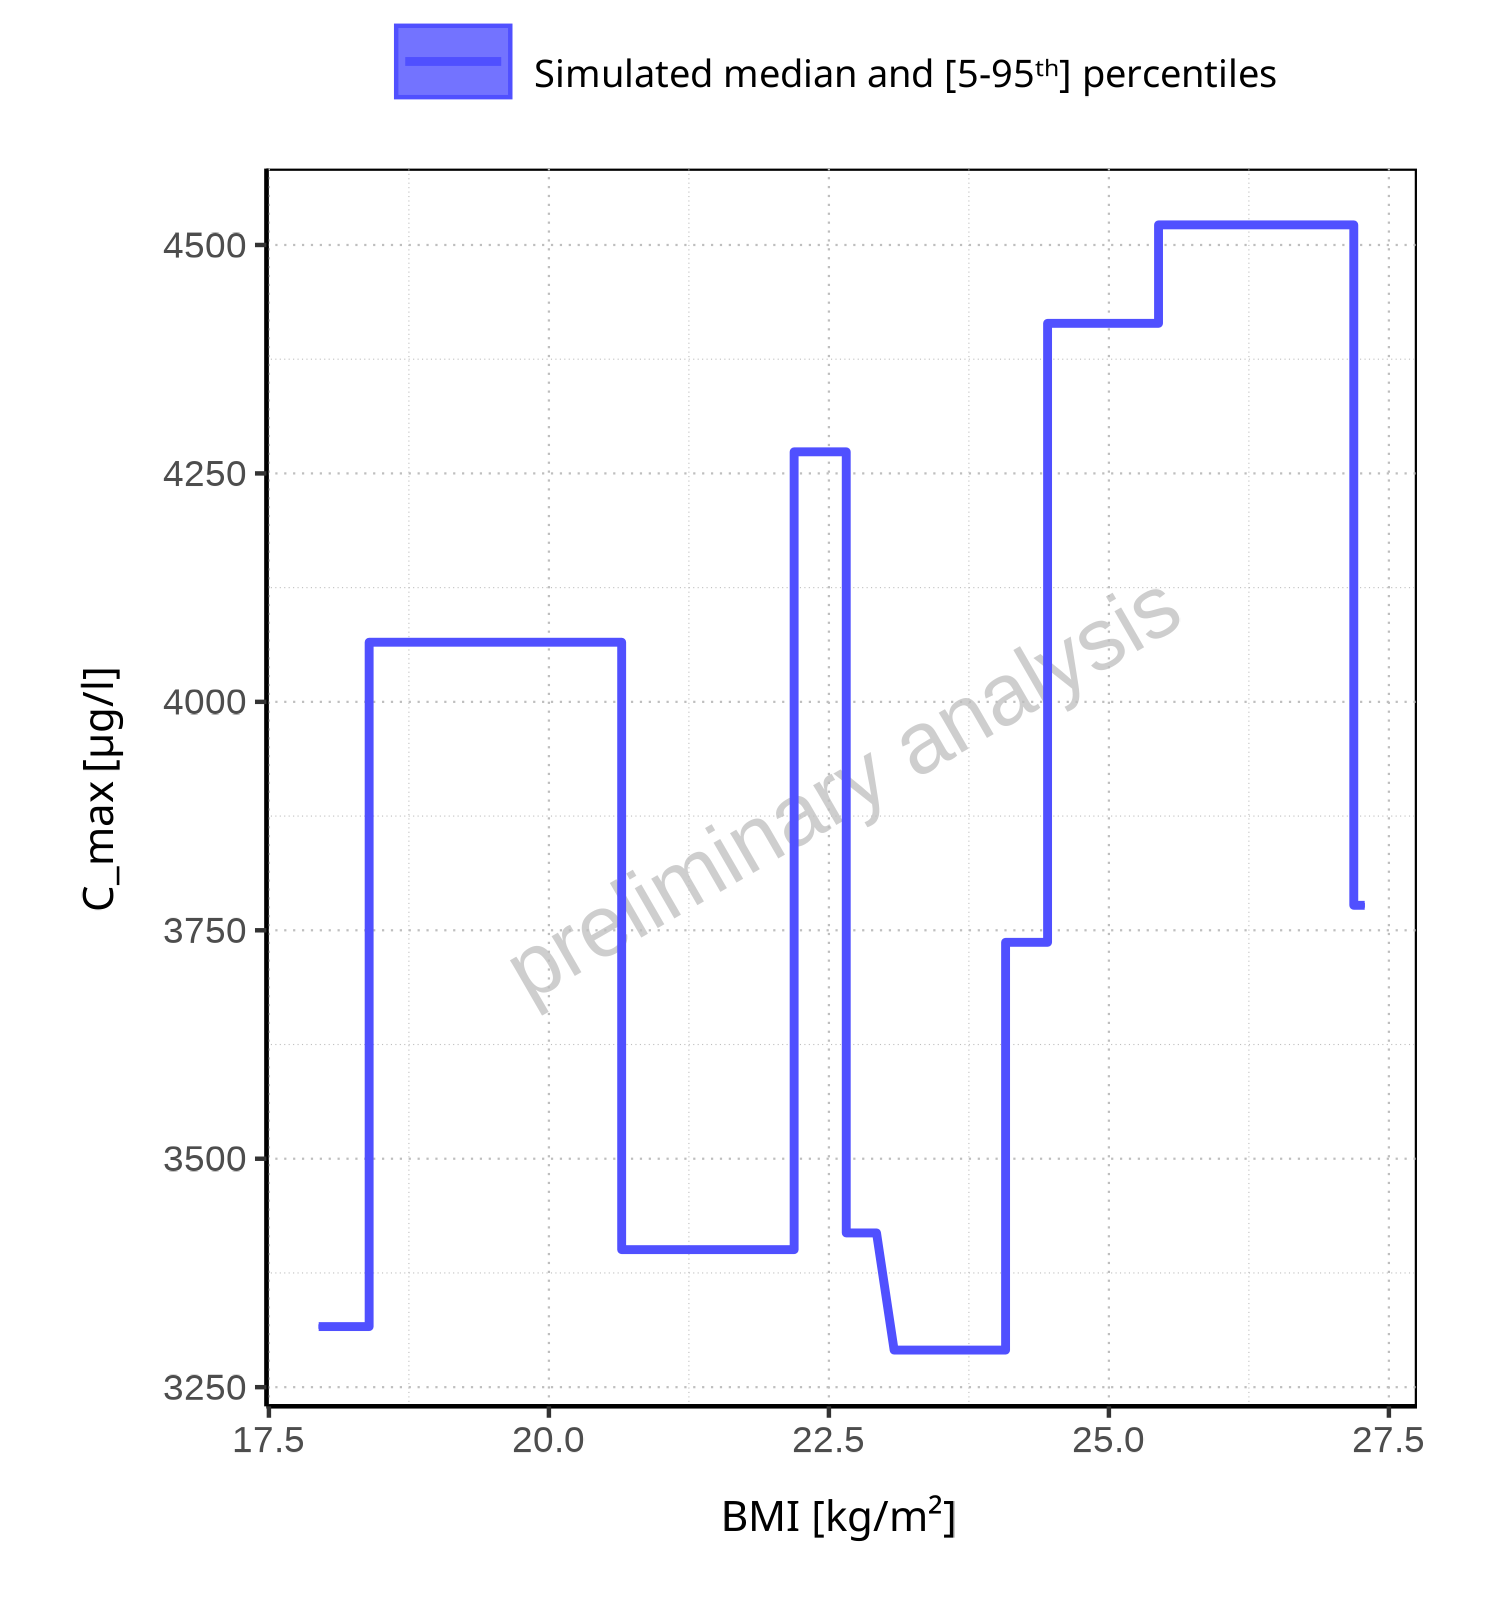 Simulated median and [5-95ᵗʰ] percentiles
4500
4250
4000
3750
3500
3250
C_max [µg/l]
preliminary analysis
17.5 20.0 22.5 25.0 27.5
BMI [kg/m²]